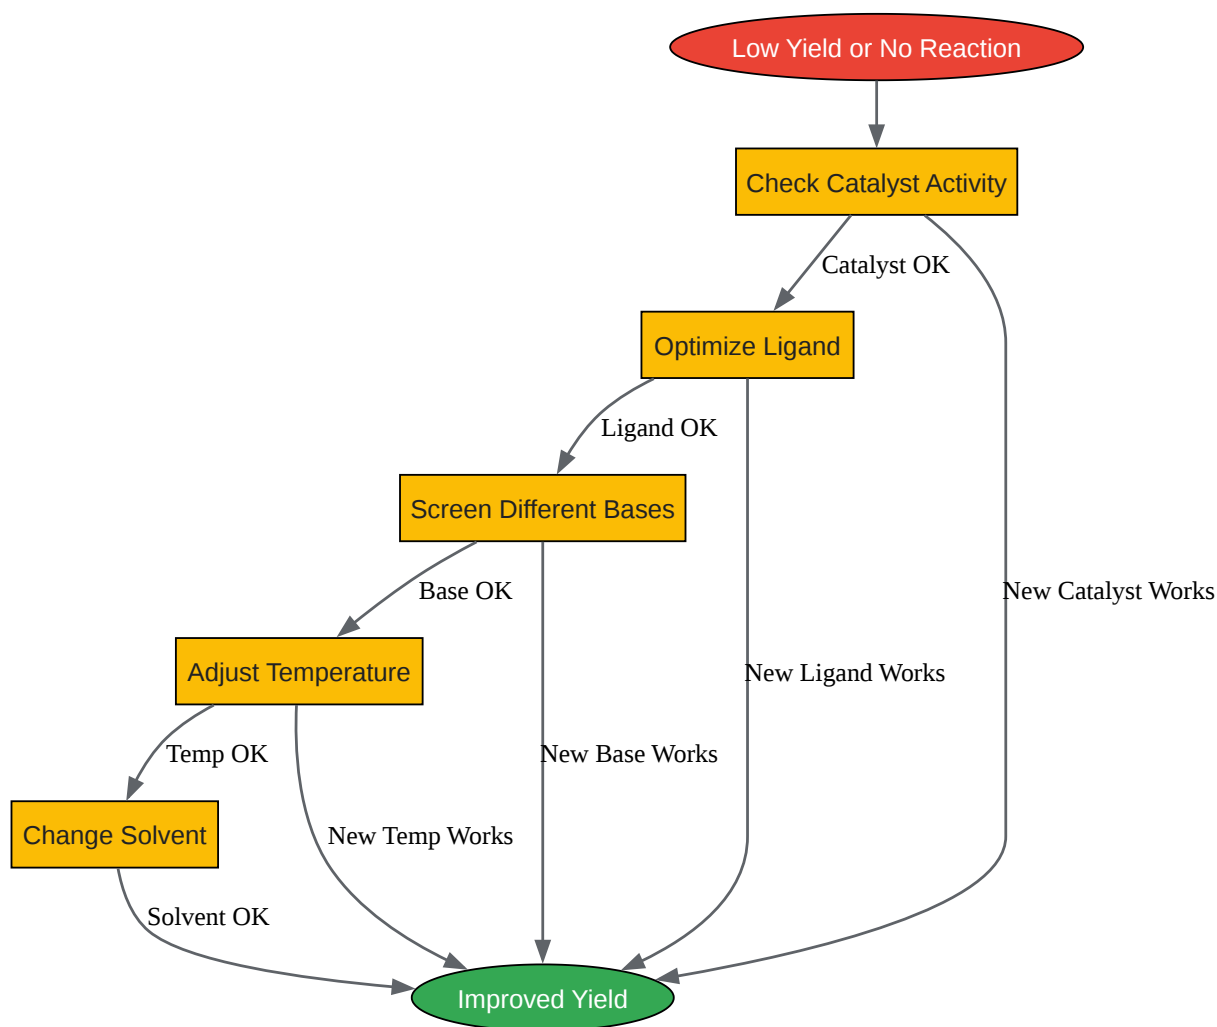 Low Yield or No Reaction
Check Catalyst Activity
Catalyst OK
Optimize Ligand
Ligand OK
Screen Different Bases
Base OK
New Catalyst Works
Adjust Temperature
New Ligand Works
Temp OK
New Base Works
Change Solvent
New Temp Works
Solvent OK
Improved Yield